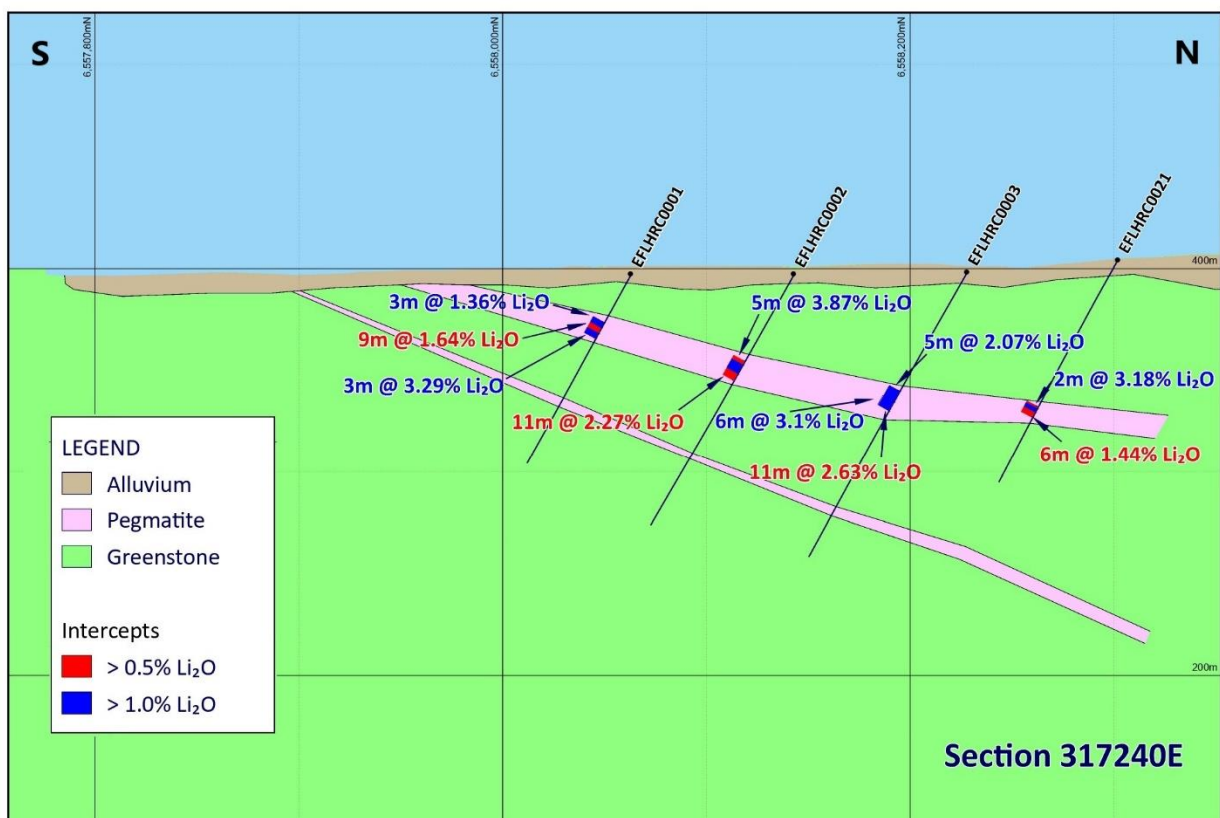 S
6,557,800mN
6,558,000mN
6,558,200mN
N
EFLHRC0001
EFLHRC0002
EFLHRC0003
EFLHRC0021
400m
3m @ 1.36% Li₂O
5m @ 3.87% Li₂O
9m @ 1.64% Li₂O
5m @ 2.07% Li₂O
3m @ 3.29% Li₂O
2m @ 3.18% Li₂O
11m @ 2.27% Li₂O
6m @ 3.1% Li₂O
6m @ 1.44% Li₂O
11m @ 2.63% Li₂O
LEGEND
Alluvium
Pegmatite
Greenstone
Intercepts
> 0.5% Li₂O
> 1.0% Li₂O
200m
Section 317240E